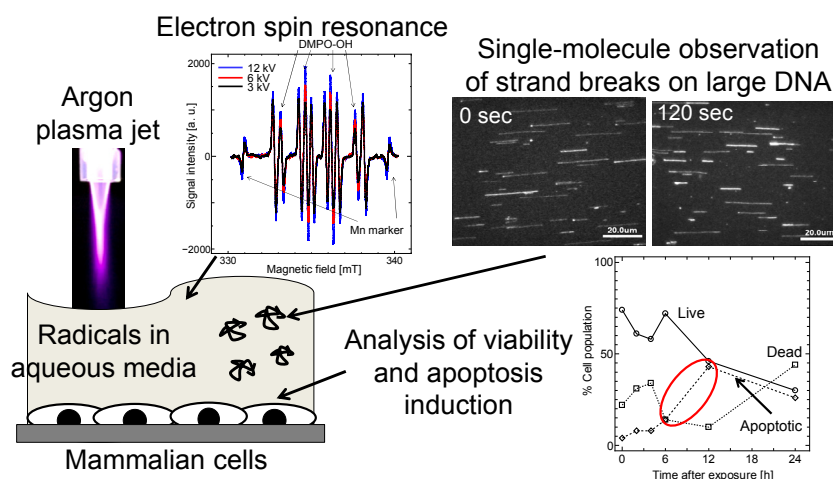 Electron spin resonance
DMPO-OH
12 kV
6 kV
3 kV
2000
1000
0
-1000
-2000
Signal intensity [a. u.]
Mn marker
330
340
Magnetic field [mT]
Single-molecule observation
of strand breaks on large DNA
0 sec
20.0um
120 sec
20.0um
Argon
plasma jet
Radicals in
aqueous media
Mammalian cells
Analysis of viability
and apoptosis
induction
100
50
0
% Cell population
Live
Dead
Apoptotic
0
6
12
18
24
Time after exposure [h]